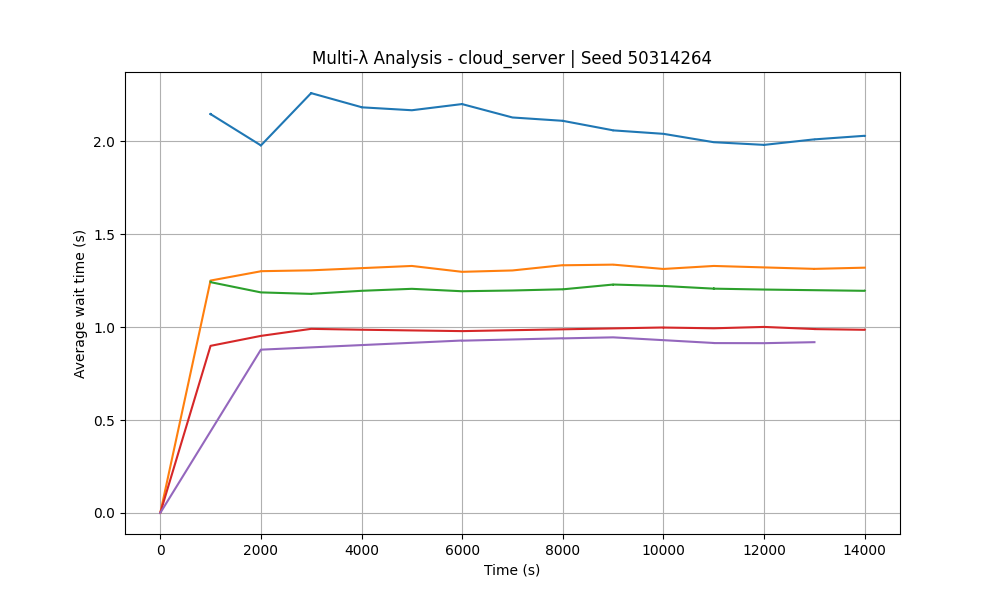 Multi-λ Analysis - cloud_server | Seed 50314264
Average wait time (s)
2.0
1.5
1.0
0.5
0.0
0 2000 4000 6000 8000 10000 12000 14000
Time (s)